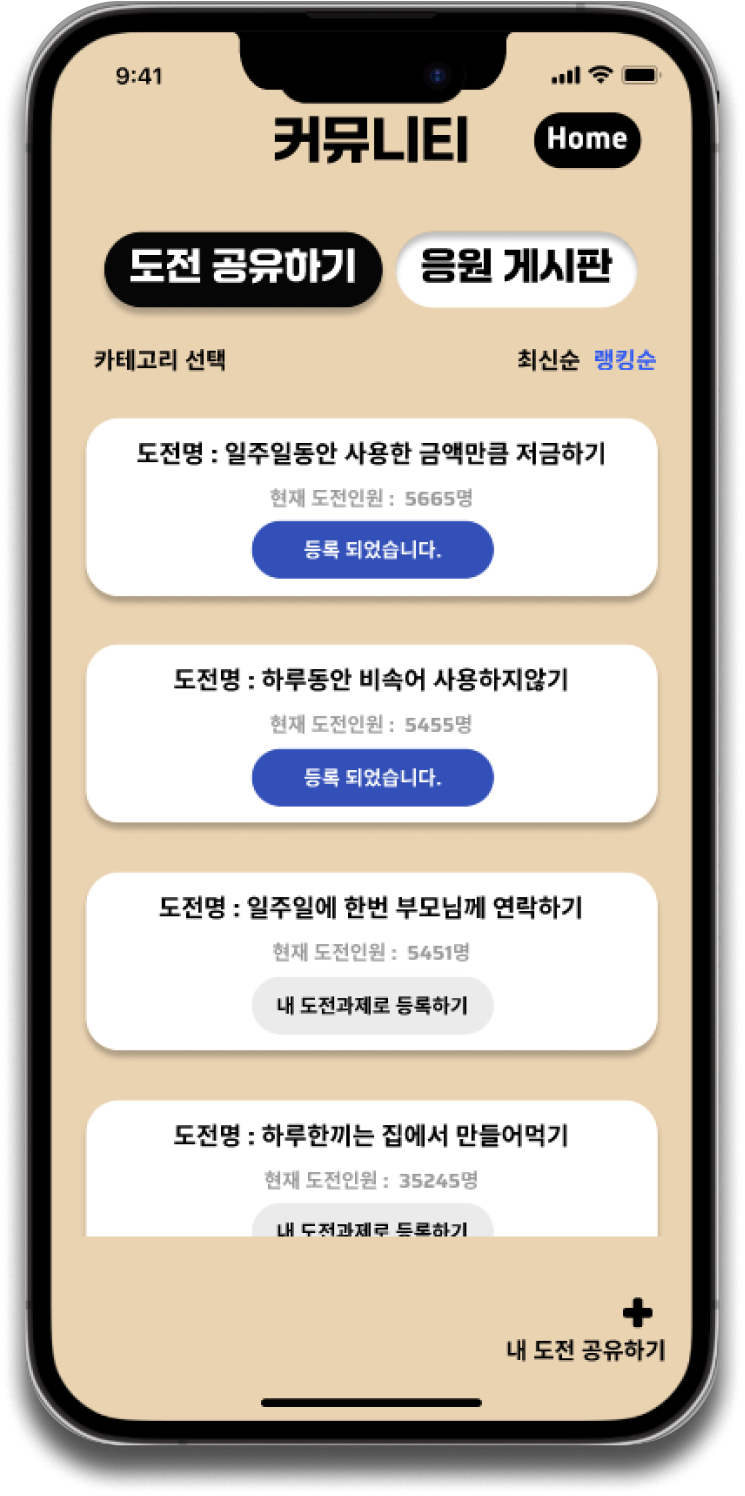 9:41
커뮤니티
Home
도전 공유하기
응원 게시판
카테고리 선택
최신순 랭킹순
도전명 : 일주일동안 사용한 금액만큼 저금하기
현재 도전인원 : 5665명
등록 되었습니다.
도전명 : 하루동안 비속어 사용하지않기
현재 도전인원 : 5455명
등록 되었습니다.
도전명 : 일주일에 한번 부모님께 연락하기
현재 도전인원 : 5451명
내 도전과제로 등록하기
도전명 : 하루한끼는 집에서 만들어먹기
현재 도전인원 : 35245명
내 도전과제로 등록하기
내 도전 공유하기